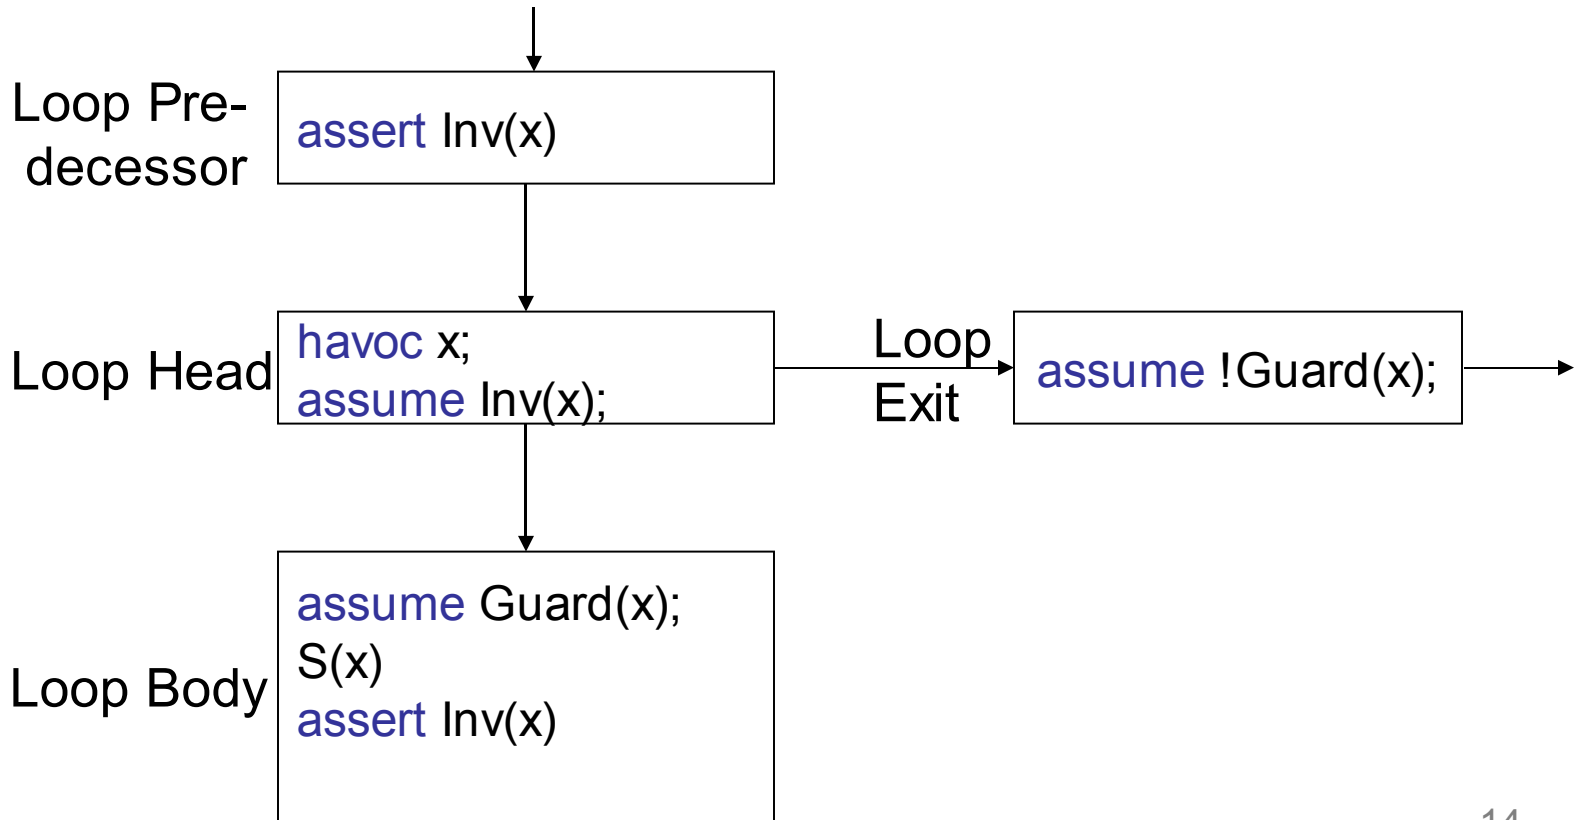 Loop Pre-
decessor
assert Inv(x)
Loop Head
havoc x;
assume Inv(x);
Loop
Exit
assume !Guard(x);
Loop Body
assume Guard(x);
S(x)
assert Inv(x)
14